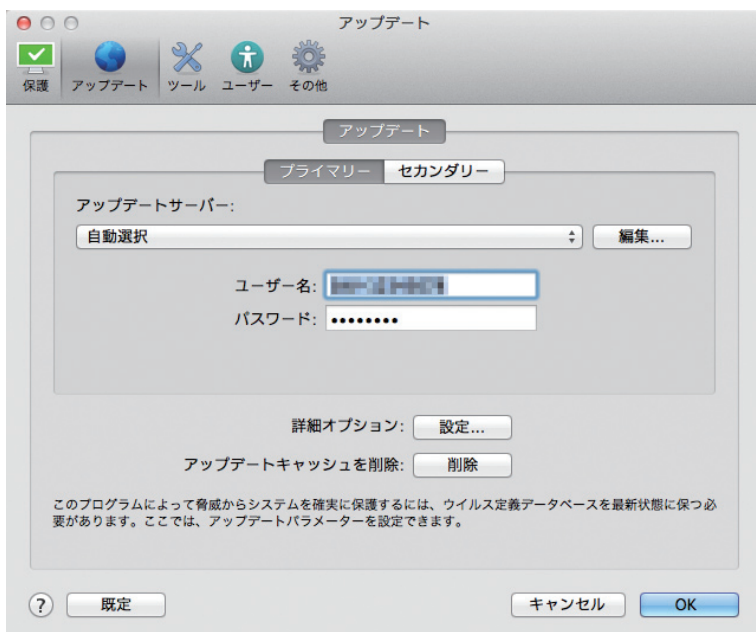 アップデート
保護 アップデート ツール ユーザー その他
アップデート
プライマリー セカンダリー
アップデートサーバー:
自動選択 編集...
ユーザー名:
パスワード: ••••••••
詳細オプション: 設定...
アップデートキャッシュを削除: 削除
このプログラムによって脅威からシステムを確実に保護するには、ウイルス定義データベースを最新状態に保つ必
要があります。ここでは、アップデートパラメーターを設定できます。
? 既定 キャンセル OK